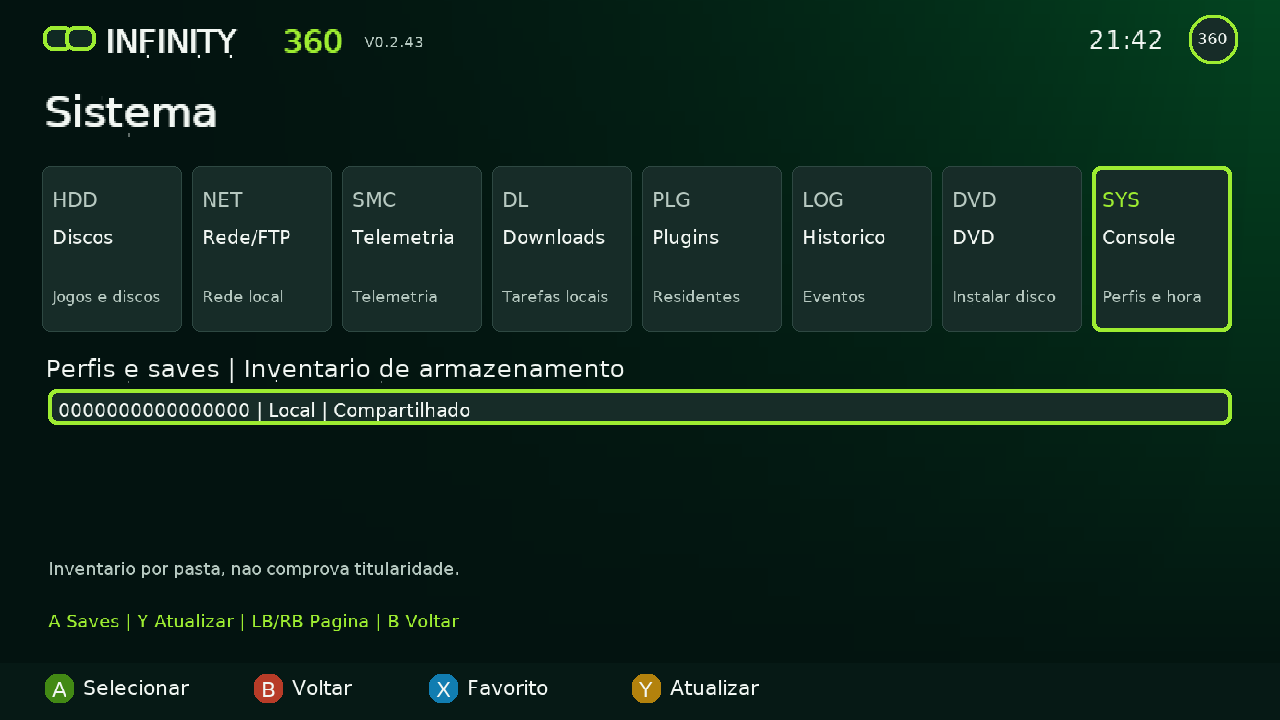 INFINITY 360 V0.2.43 21:42 360
Sistema
HDD NET SMC DL PLG LOG DVD SYS
Discos Rede/FTP Telemetria Downloads Plugins Historico DVD Console
Jogos e discos Rede local Telemetria Tarefas locais Residentes Eventos Instalar disco Perfis e hora
Perfis e saves | Inventario de armazenamento
0000000000000000 | Local | Compartilhado
Inventario por pasta, nao comprova titularidade.
A Saves | Y Atualizar | LB/RB Pagina | B Voltar
A Selecionar B Voltar X Favorito Y Atualizar